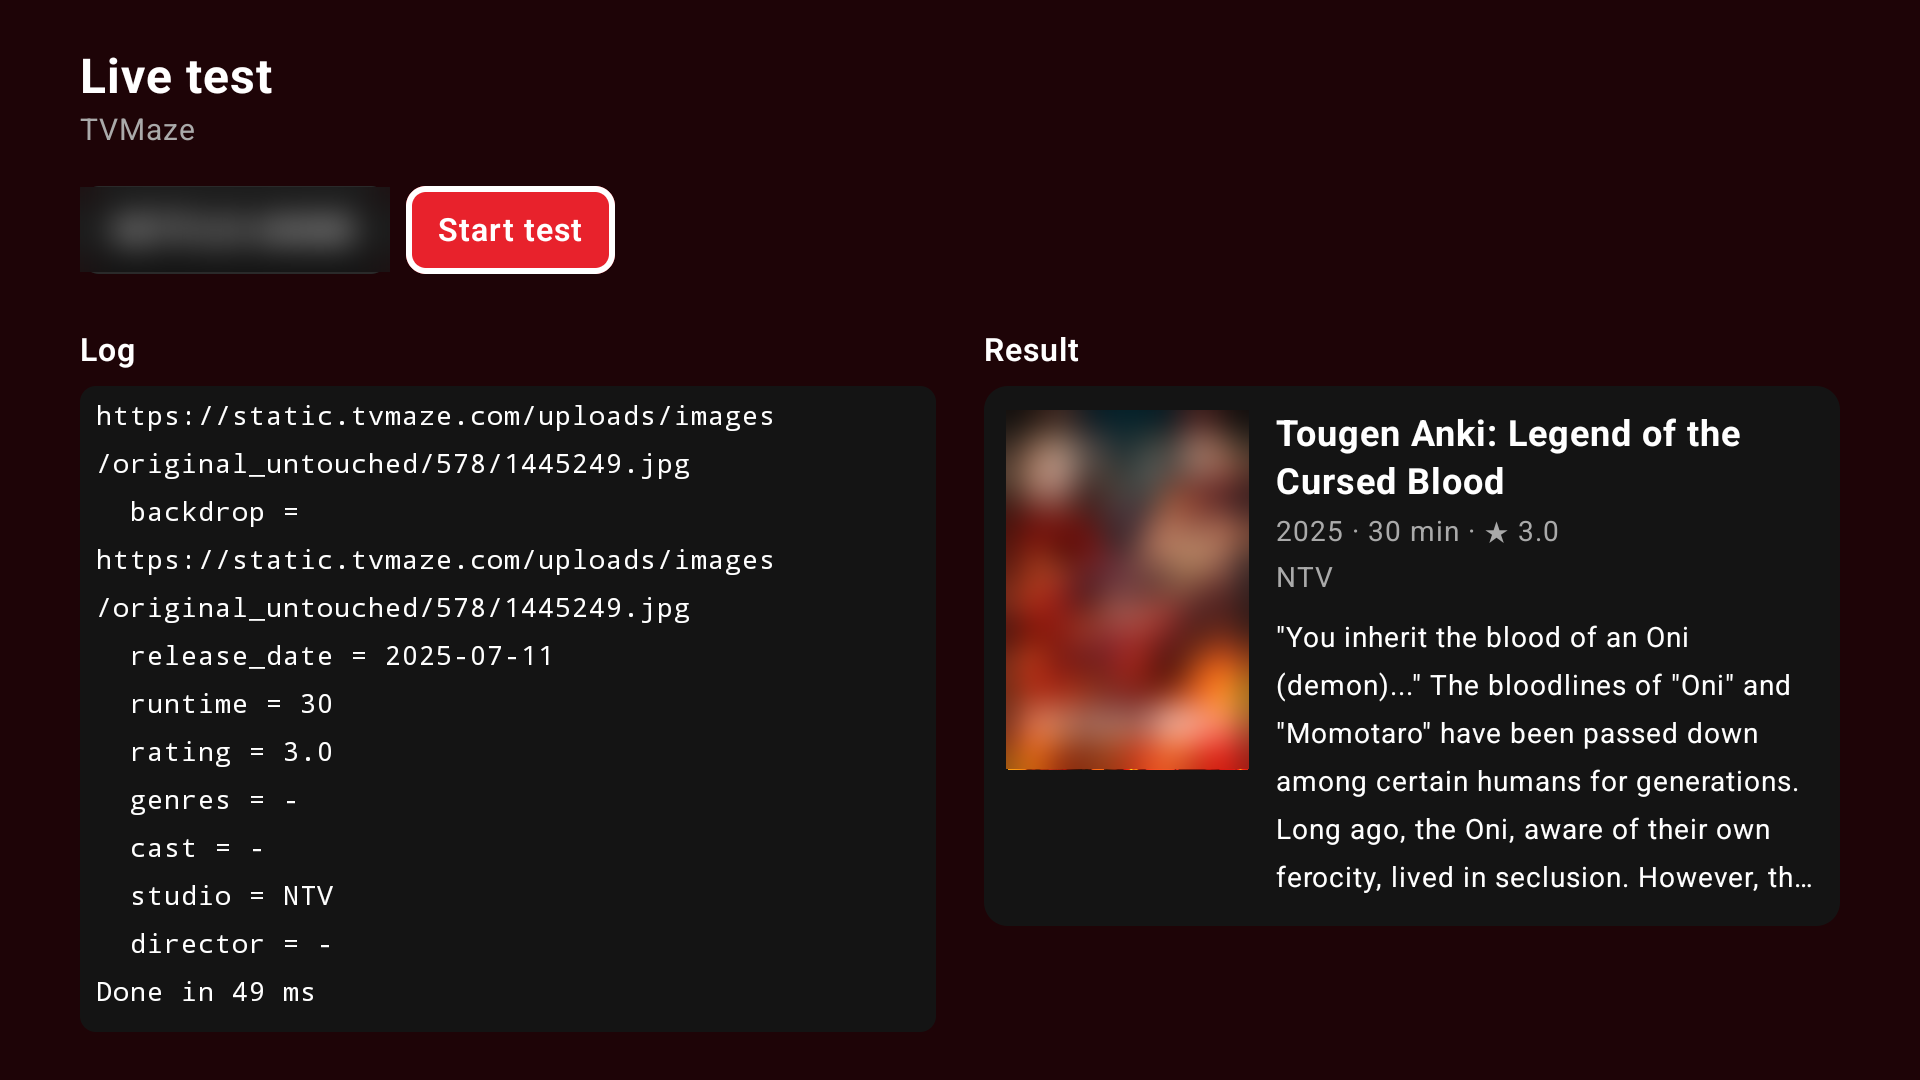 Live test
TVMaze
Start test
Log
https://static.tvmaze.com/uploads/images
/original_untouched/578/1445249.jpg
  backdrop =
https://static.tvmaze.com/uploads/images
/original_untouched/578/1445249.jpg
  release_date = 2025-07-11
  runtime = 30
  rating = 3.0
  genres = -
  cast = -
  studio = NTV
  director = -
Done in 49 ms
Result
Tougen Anki: Legend of the
Cursed Blood
2025 · 30 min · ★ 3.0
NTV
"You inherit the blood of an Oni
(demon)..." The bloodlines of "Oni" and
"Momotaro" have been passed down
among certain humans for generations.
Long ago, the Oni, aware of their own
ferocity, lived in seclusion. However, th…